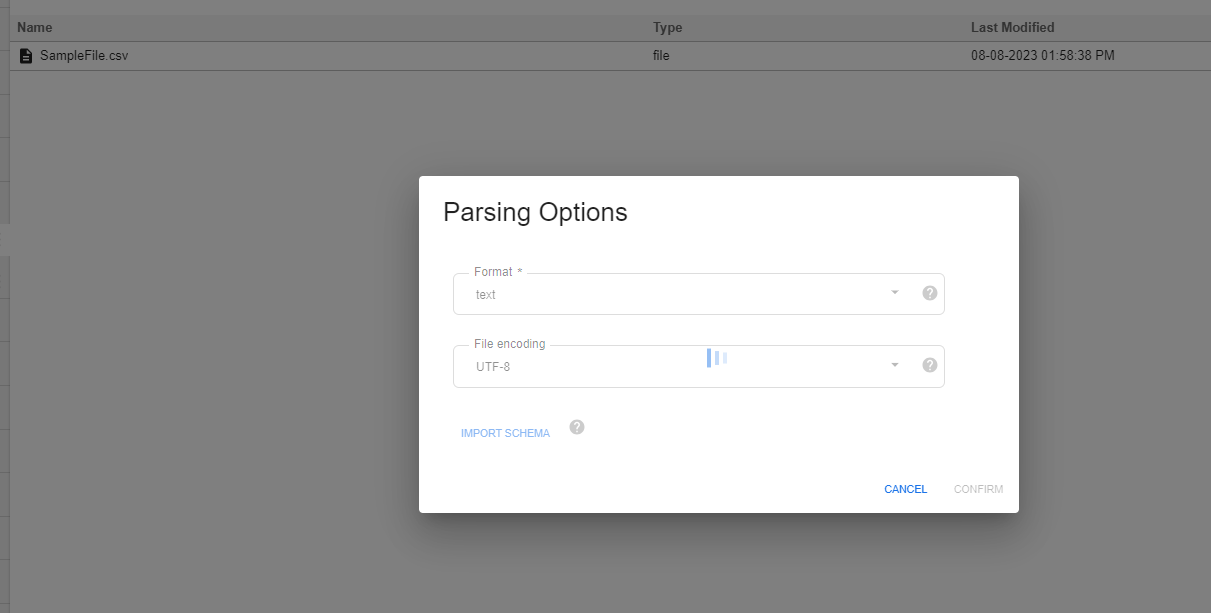 Name Type Last Modified
SampleFile.csv file 08-08-2023 01:58:38 PM
Parsing Options
Format *
text
File encoding
UTF-8
IMPORT SCHEMA
CANCEL CONFIRM